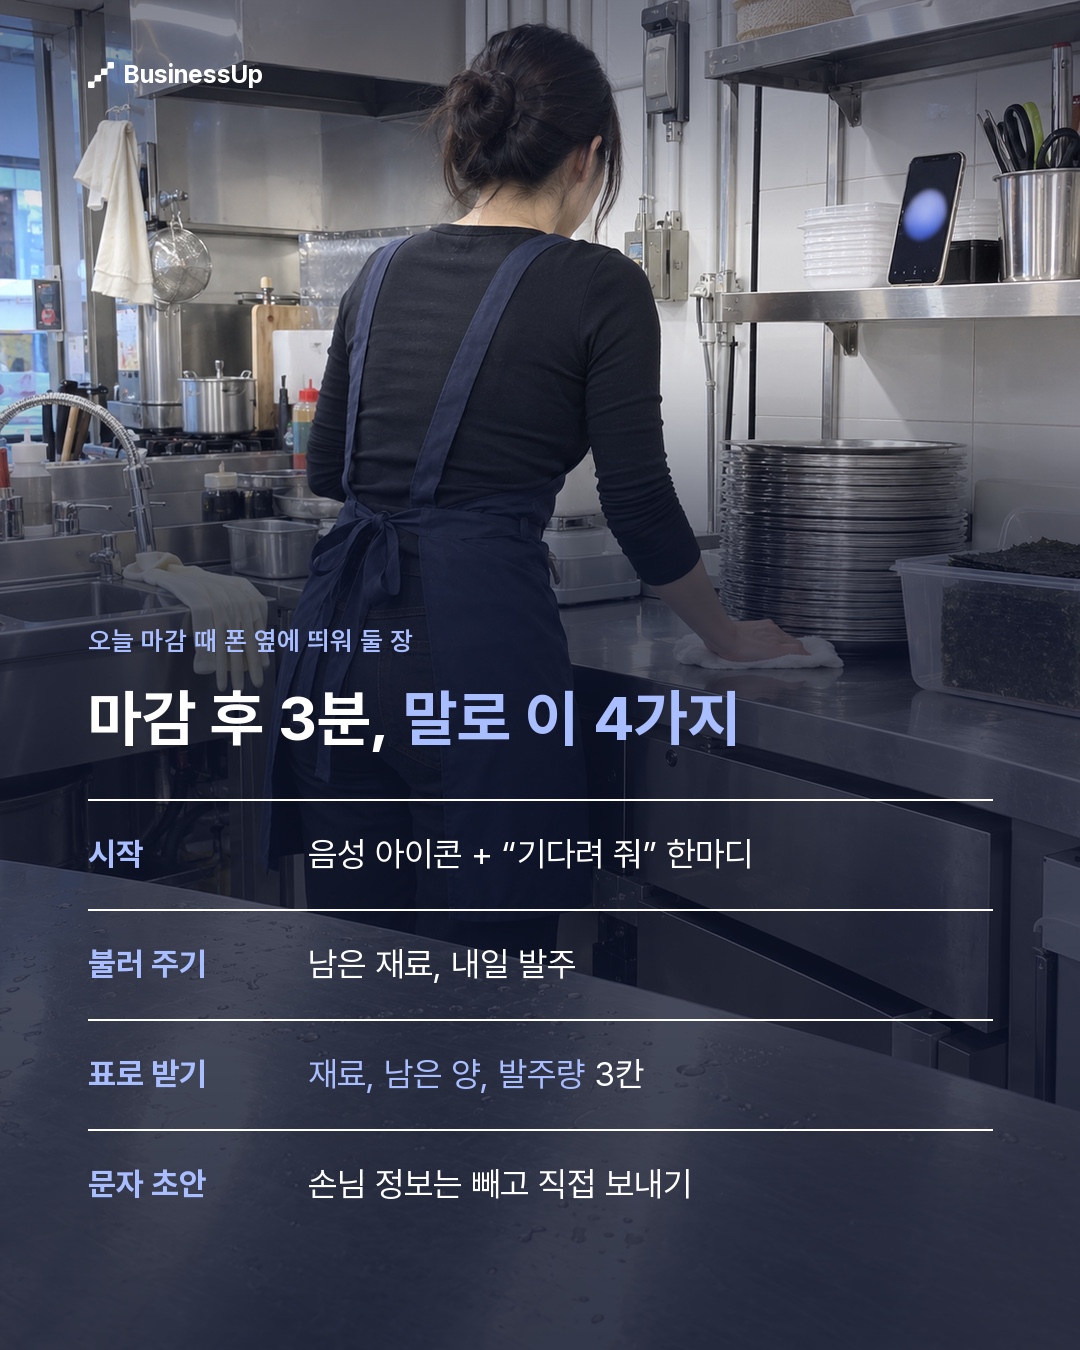 BusinessUp
오늘 마감 때 폰 옆에 띄워 둘 장
마감 후 3분, 말로 이 4가지
시작 음성 아이콘 + “기다려 줘” 한마디
불러 주기 남은 재료, 내일 발주
표로 받기 재료, 남은 양, 발주량 3칸
문자 초안 손님 정보는 빼고 직접 보내기